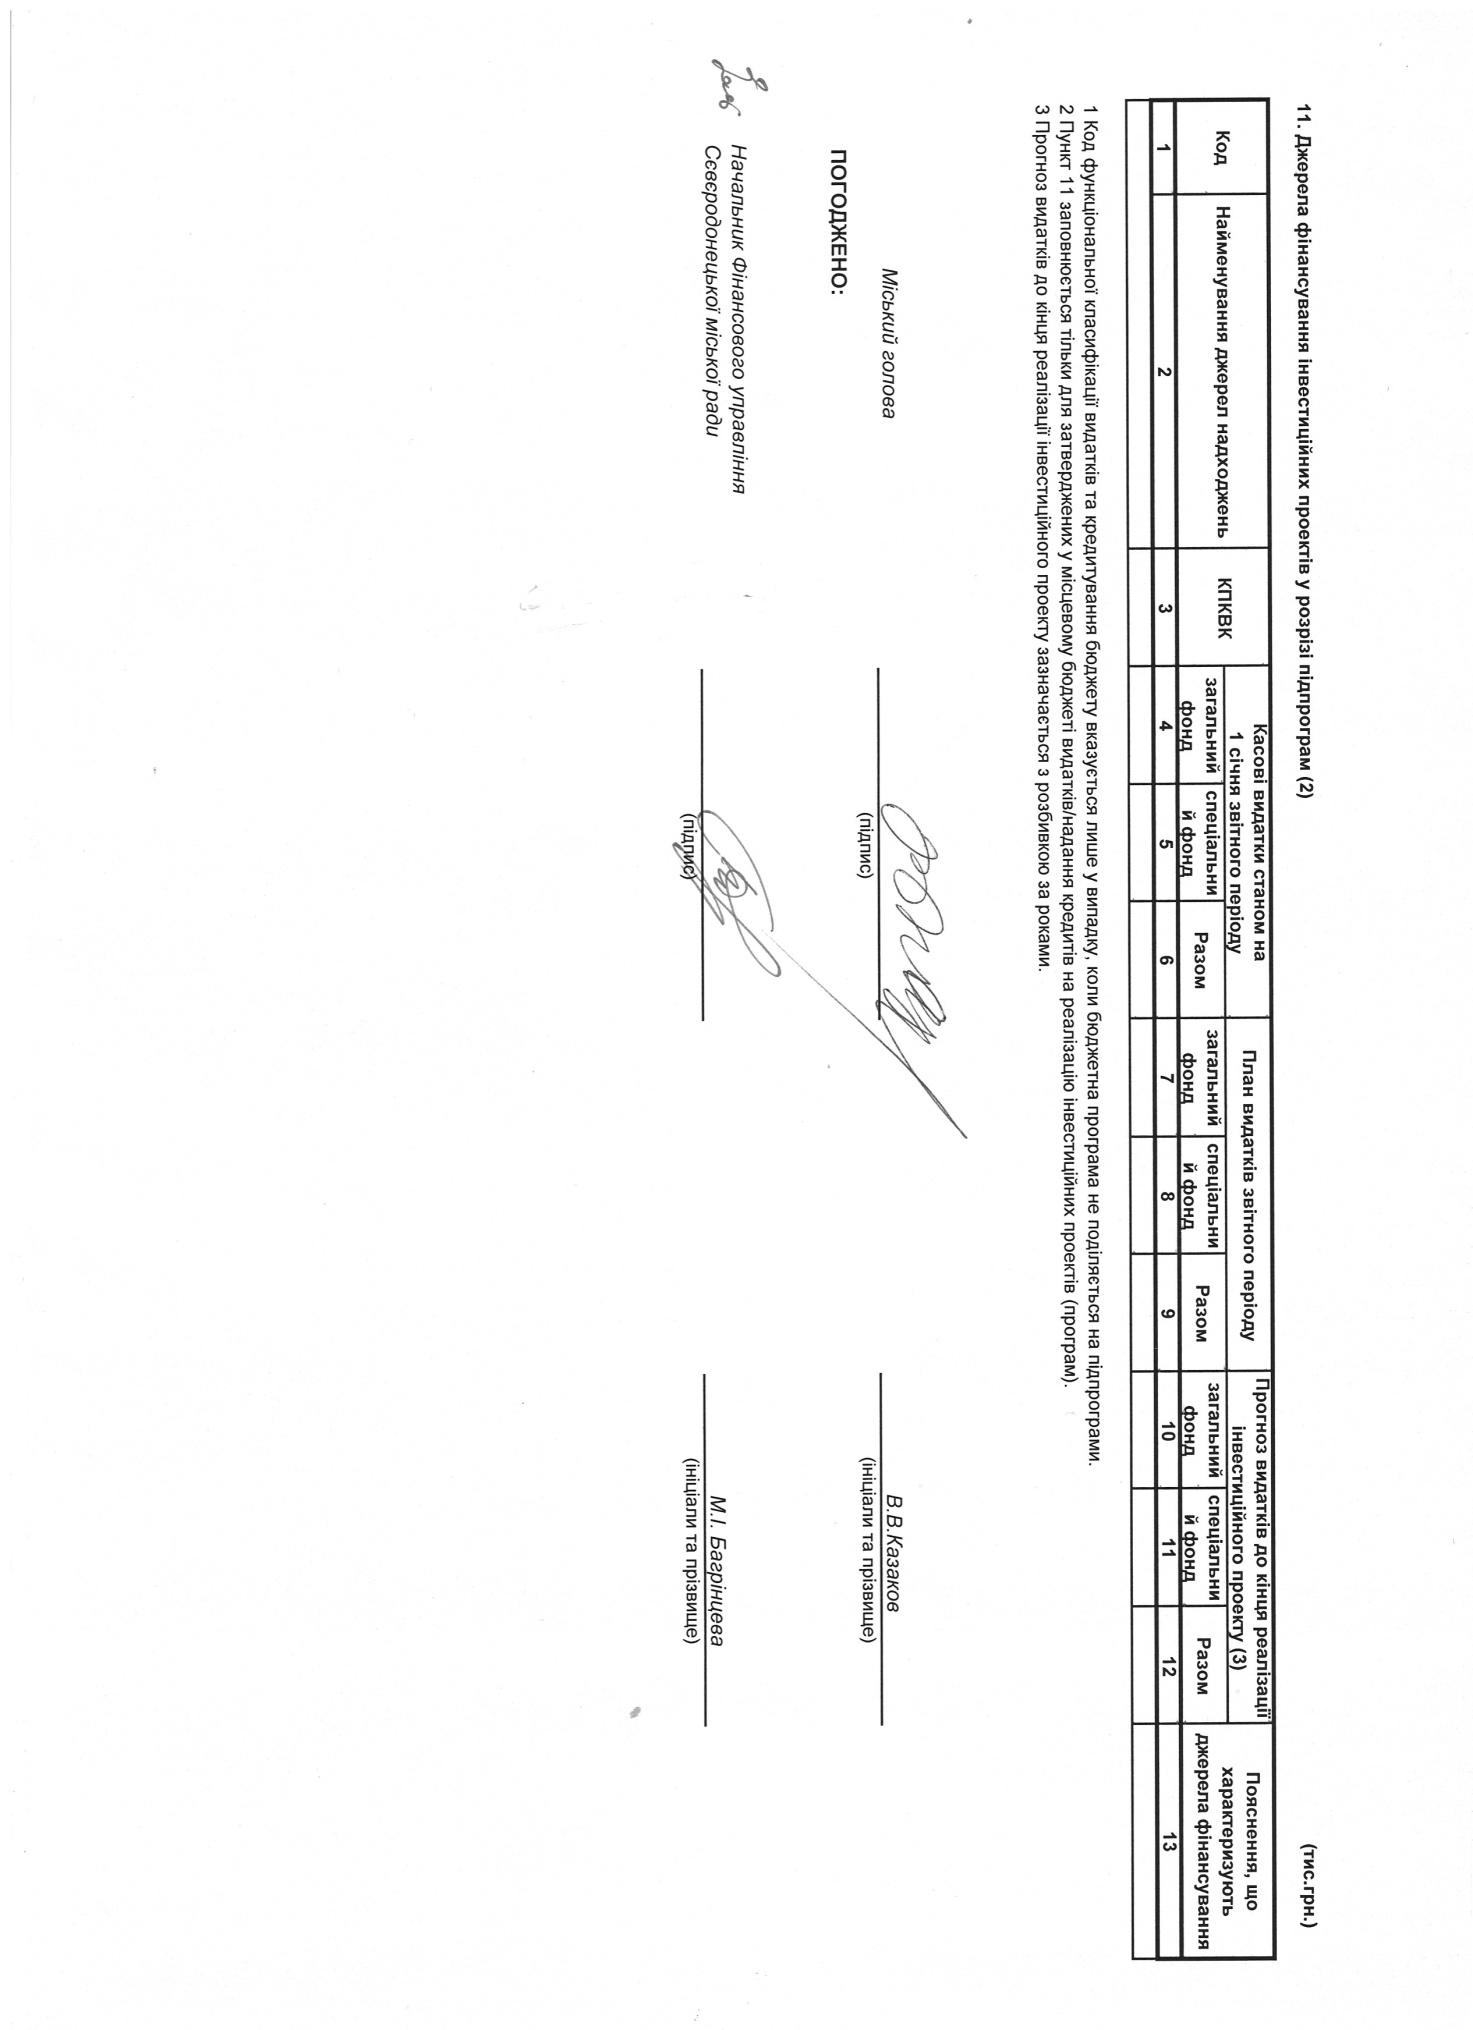 11. Джерела фінансування інвестиційних проектів у розрізі підпрограм (2)
(тис.грн.)
Код
Найменування джерел надходжень
КПКВК
Касові видатки станом на
1 січня звітного періоду
План видатків звітного періоду
Прогноз видатків до кінця реалізації
інвестиційного проекту (3)
Пояснення, що
характеризують
джерела фінансування
загальний
фонд
спеціальни
й фонд
Разом
загальний
фонд
спеціальни
й фонд
Разом
загальний
фонд
спеціальни
й фонд
Разом
1 2 3 4 5 6 7 8 9 10 11 12 13
1 Код функціональної класифікації видатків та кредитування бюджету вказується лише у випадку, коли бюджетна програма не поділяється на підпрограми.
2 Пункт 11 заповнюється тільки для затверджених у місцевому бюджеті видатків/надання кредитів на реалізацію інвестиційних проектів (програм).
3 Прогноз видатків до кінця реалізації інвестиційного проекту зазначається з розбивкою за роками.
Міський голова
В.В.Казаков
(підпис)
(ініціали та прізвище)
ПОГОДЖЕНО:
Начальник Фінансового управління
Сєвєродонецької міської ради
М.І. Багрінцева
(підпис)
(ініціали та прізвище)